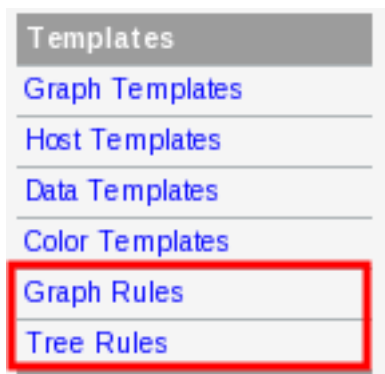 Templates
Graph Templates
Host Templates
Data Templates
Color Templates
Graph Rules
Tree Rules